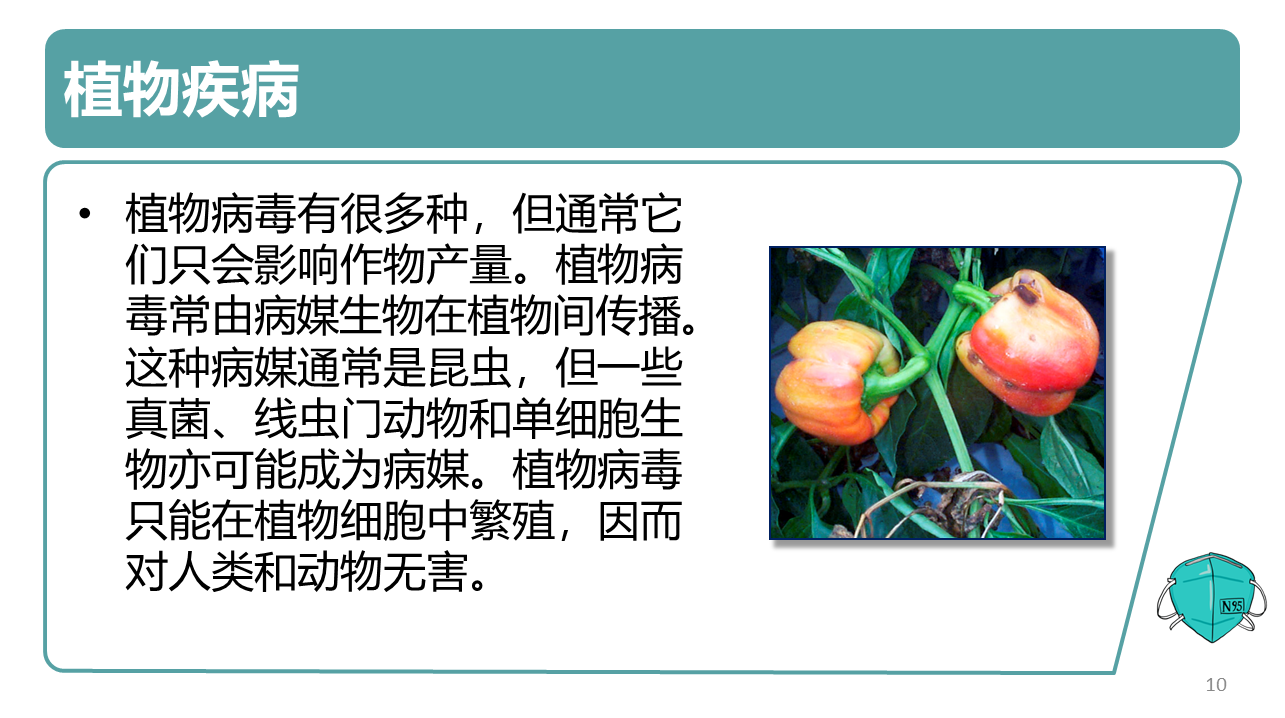 植物疾病
• 植物病毒有很多种，但通常它
们只会影响作物产量。植物病
毒常由病媒生物在植物间传播。
这种病媒通常是昆虫，但一些
真菌、线虫门动物和单细胞生
物亦可能成为病媒。植物病毒
只能在植物细胞中繁殖，因而
对人类和动物无害。
N95
10